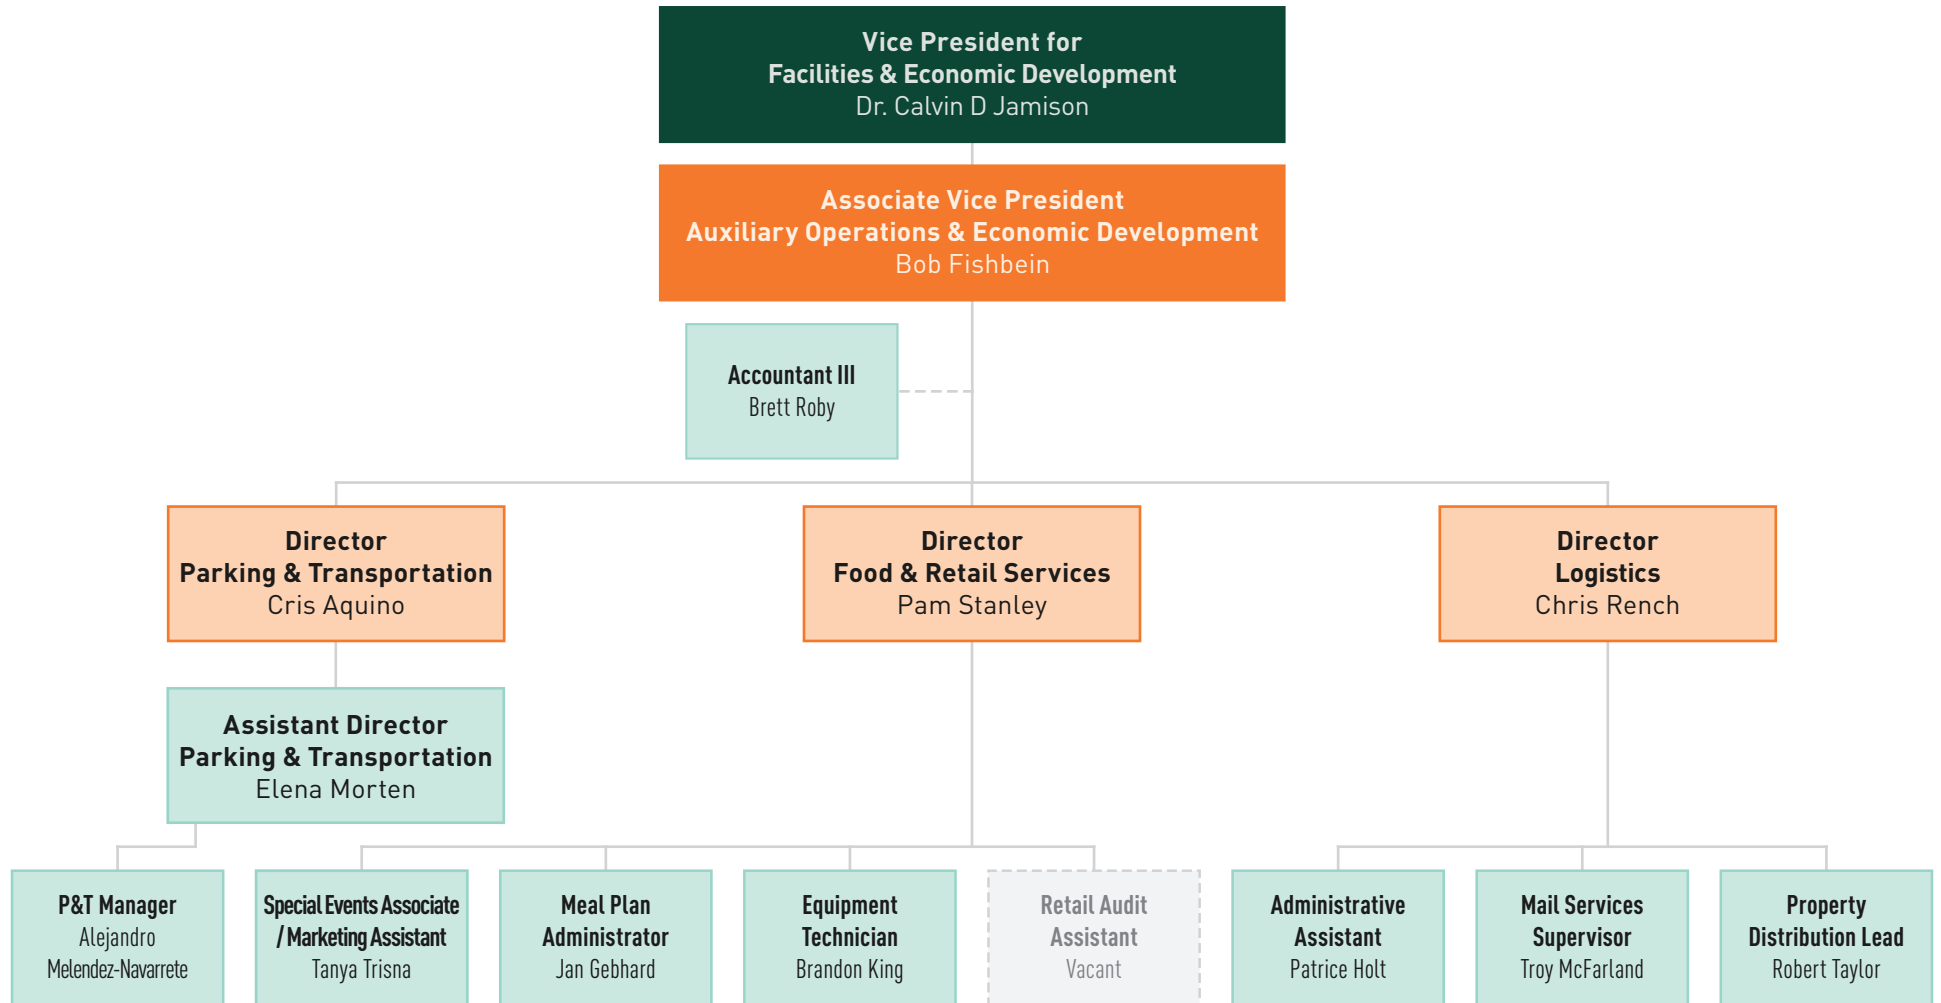 Vice President for
Facilities & Economic Development
Dr. Calvin D Jamison
Associate Vice President
Auxiliary Operations & Economic Development
Bob Fishbein
Accountant III
Brett Roby
Director
Parking & Transportation
Cris Aquino
Director
Food & Retail Services
Pam Stanley
Director
Logistics
Chris Rench
Assistant Director
Parking & Transportation
Elena Morten
P&T Manager
Alejandro
Melendez-Navarrete
Special Events Associate
/ Marketing Assistant
Tanya Trisna
Meal Plan
Administrator
Jan Gebhard
Equipment
Technician
Brandon King
Retail Audit
Assistant
Vacant
Administrative
Assistant
Patrice Holt
Mail Services
Supervisor
Troy McFarland
Property
Distribution Lead
Robert Taylor